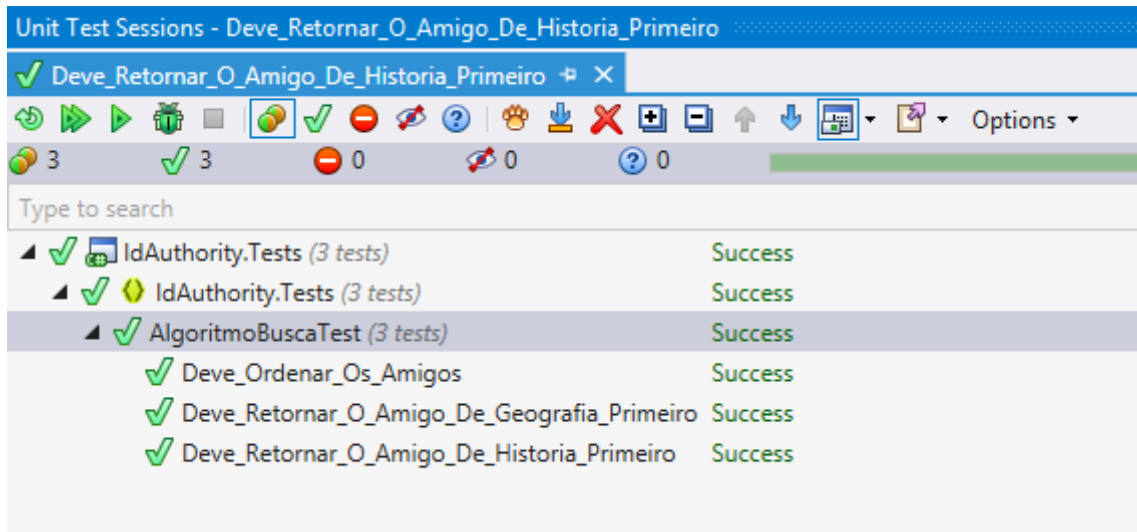 Unit Test Sessions - Deve_Retornar_O_Amigo_De_Historia_Primeiro
Deve_Retornar_O_Amigo_De_Historia_Primeiro
Options
3 3 0 0 0
Type to search
IdAuthority.Tests (3 tests) Success
IdAuthority.Tests (3 tests) Success
AlgoritmoBuscaTest (3 tests) Success
Deve_Ordenar_Os_Amigos Success
Deve_Retornar_O_Amigo_De_Geografia_Primeiro Success
Deve_Retornar_O_Amigo_De_Historia_Primeiro Success